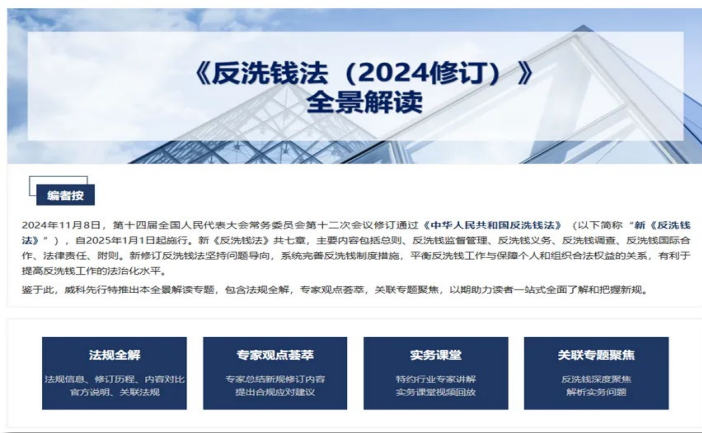 《反洗钱法（2024修订）》
全景解读
编者按
2024年11月8日，第十四届全国人民代表大会常务委员会第十二次会议修订通过《中华人民共和国反洗钱法》（以下简称“新《反洗钱
法》”），自2025年1月1日起施行。新《反洗钱法》共七章，主要内容包括总则、反洗钱监督管理、反洗钱义务、反洗钱调查、反洗钱国际合
作、法律责任、附则。新修订反洗钱法坚持问题导向，系统完善反洗钱制度措施，平衡反洗钱工作与保障个人和组织合法权益的关系，有利于
提高反洗钱工作的法治化水平。
鉴于此，威科先行特推出本全景解读专题，包含法规全解，专家观点荟萃，关联专题聚焦，以期助力读者一站式全面了解和把握新规。
法规全解
法规信息、修订历程、内容对比
官方说明、关联法规
专家观点荟萃
专家总结新规修订内容
提出合规应对建议
实务课堂
特约行业专家讲解
实务课堂视频回放
关联专题聚焦
反洗钱深度聚焦
解析实务问题